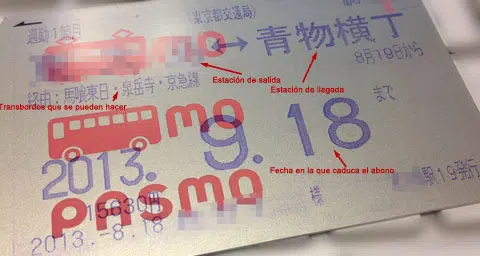 (東京都交通局)
通勤1箇月
mo
↔ 青物横丁
Estación de salida
Estación de llegada
8月19日から
経由:馬喰東日・泉岳寺・京急線
Transbordos que se pueden hacer
mo
2013. 9. 18 まで
Fecha en la que caduca el abono
PASMO
15630円
様
駅19発行
2013.-8.18